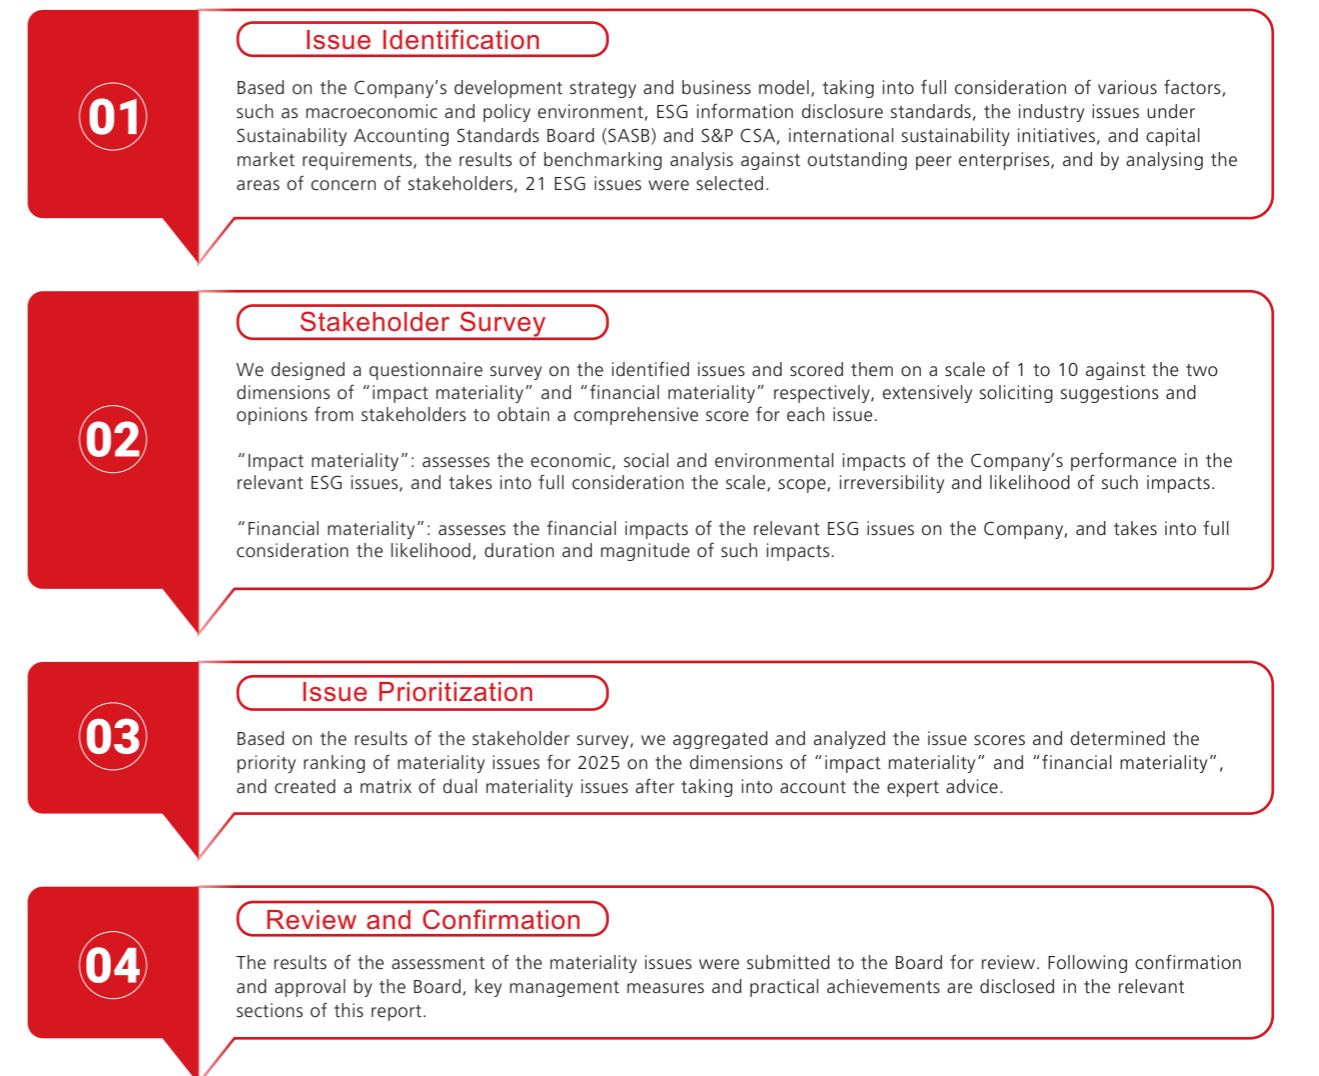 01
Issue Identification
Based on the Company’s development strategy and business model, taking into full consideration of various factors,
such as macroeconomic and policy environment, ESG information disclosure standards, the industry issues under
Sustainability Accounting Standards Board (SASB) and S&P CSA, international sustainability initiatives, and capital
market requirements, the results of benchmarking analysis against outstanding peer enterprises, and by analysing the
areas of concern of stakeholders, 21 ESG issues were selected.
02
Stakeholder Survey
We designed a questionnaire survey on the identified issues and scored them on a scale of 1 to 10 against the two
dimensions of “impact materiality” and “financial materiality” respectively, extensively soliciting suggestions and
opinions from stakeholders to obtain a comprehensive score for each issue.
“Impact materiality”: assesses the economic, social and environmental impacts of the Company’s performance in the
relevant ESG issues, and takes into full consideration the scale, scope, irreversibility and likelihood of such impacts.
“Financial materiality”: assesses the financial impacts of the relevant ESG issues on the Company, and takes into full
consideration the likelihood, duration and magnitude of such impacts.
03
Issue Prioritization
Based on the results of the stakeholder survey, we aggregated and analyzed the issue scores and determined the
priority ranking of materiality issues for 2025 on the dimensions of “impact materiality” and “financial materiality”,
and created a matrix of dual materiality issues after taking into account the expert advice.
04
Review and Confirmation
The results of the assessment of the materiality issues were submitted to the Board for review. Following confirmation
and approval by the Board, key management measures and practical achievements are disclosed in the relevant
sections of this report.